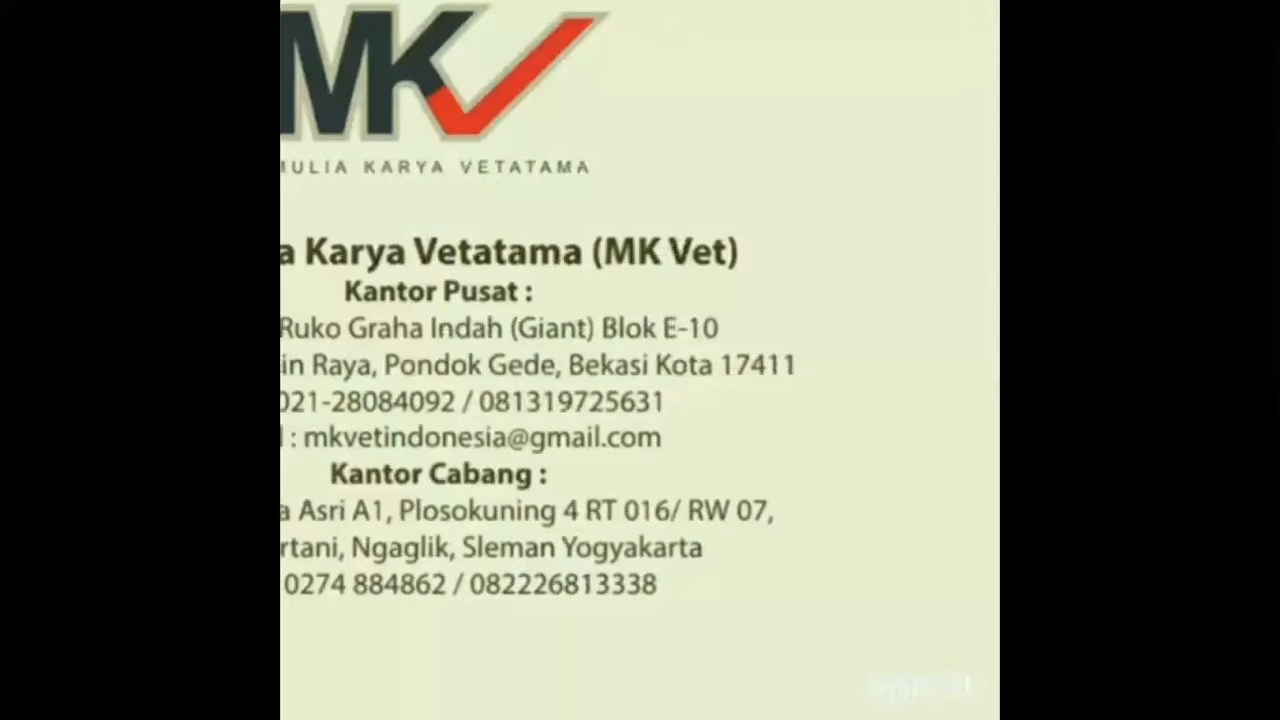 MKV
MULIA KARYA VETATAMA
a Karya Vetatama (MK Vet)
Kantor Pusat :
Ruko Graha Indah (Giant) Blok E-10
in Raya, Pondok Gede, Bekasi Kota 17411
021-28084092 / 081319725631
l : mkvetindonesia@gmail.com
Kantor Cabang :
a Asri A1, Plosokuning 4 RT 016/ RW 07,
rtani, Ngaglik, Sleman Yogyakarta
0274 884862 / 082226813338